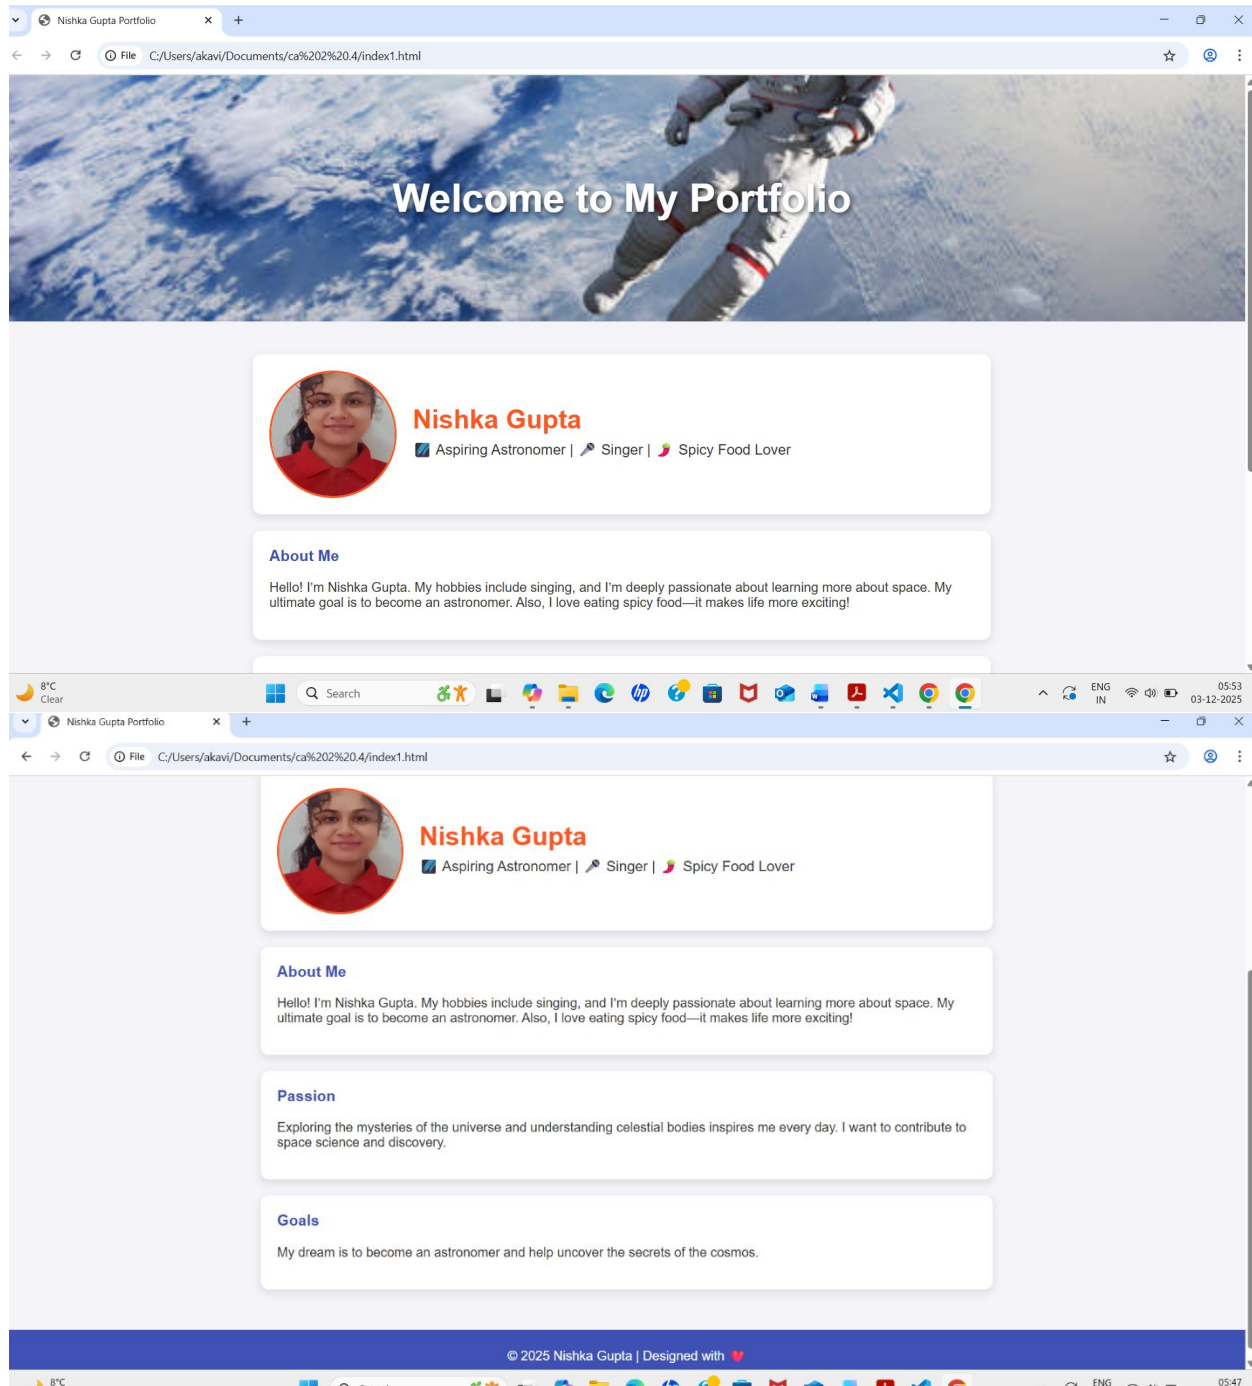 Nishka Gupta Portfolio
File C:/Users/akavi/Documents/ca%202%20.4/index1.html
Welcome to My Portfolio
Nishka Gupta
Aspiring Astronomer | Singer | Spicy Food Lover
About Me
Hello! I'm Nishka Gupta. My hobbies include singing, and I'm deeply passionate about learning more about space. My
ultimate goal is to become an astronomer. Also, I love eating spicy food—it makes life more exciting!
8°C
Clear
Search
ENG
IN
05:53
03-12-2025
Nishka Gupta Portfolio
File C:/Users/akavi/Documents/ca%202%20.4/index1.html
Nishka Gupta
Aspiring Astronomer | Singer | Spicy Food Lover
About Me
Hello! I'm Nishka Gupta. My hobbies include singing, and I'm deeply passionate about learning more about space. My
ultimate goal is to become an astronomer. Also, I love eating spicy food—it makes life more exciting!
Passion
Exploring the mysteries of the universe and understanding celestial bodies inspires me every day. I want to contribute to
space science and discovery.
Goals
My dream is to become an astronomer and help uncover the secrets of the cosmos.
© 2025 Nishka Gupta | Designed with ❤️
8°C
ENG
05:47